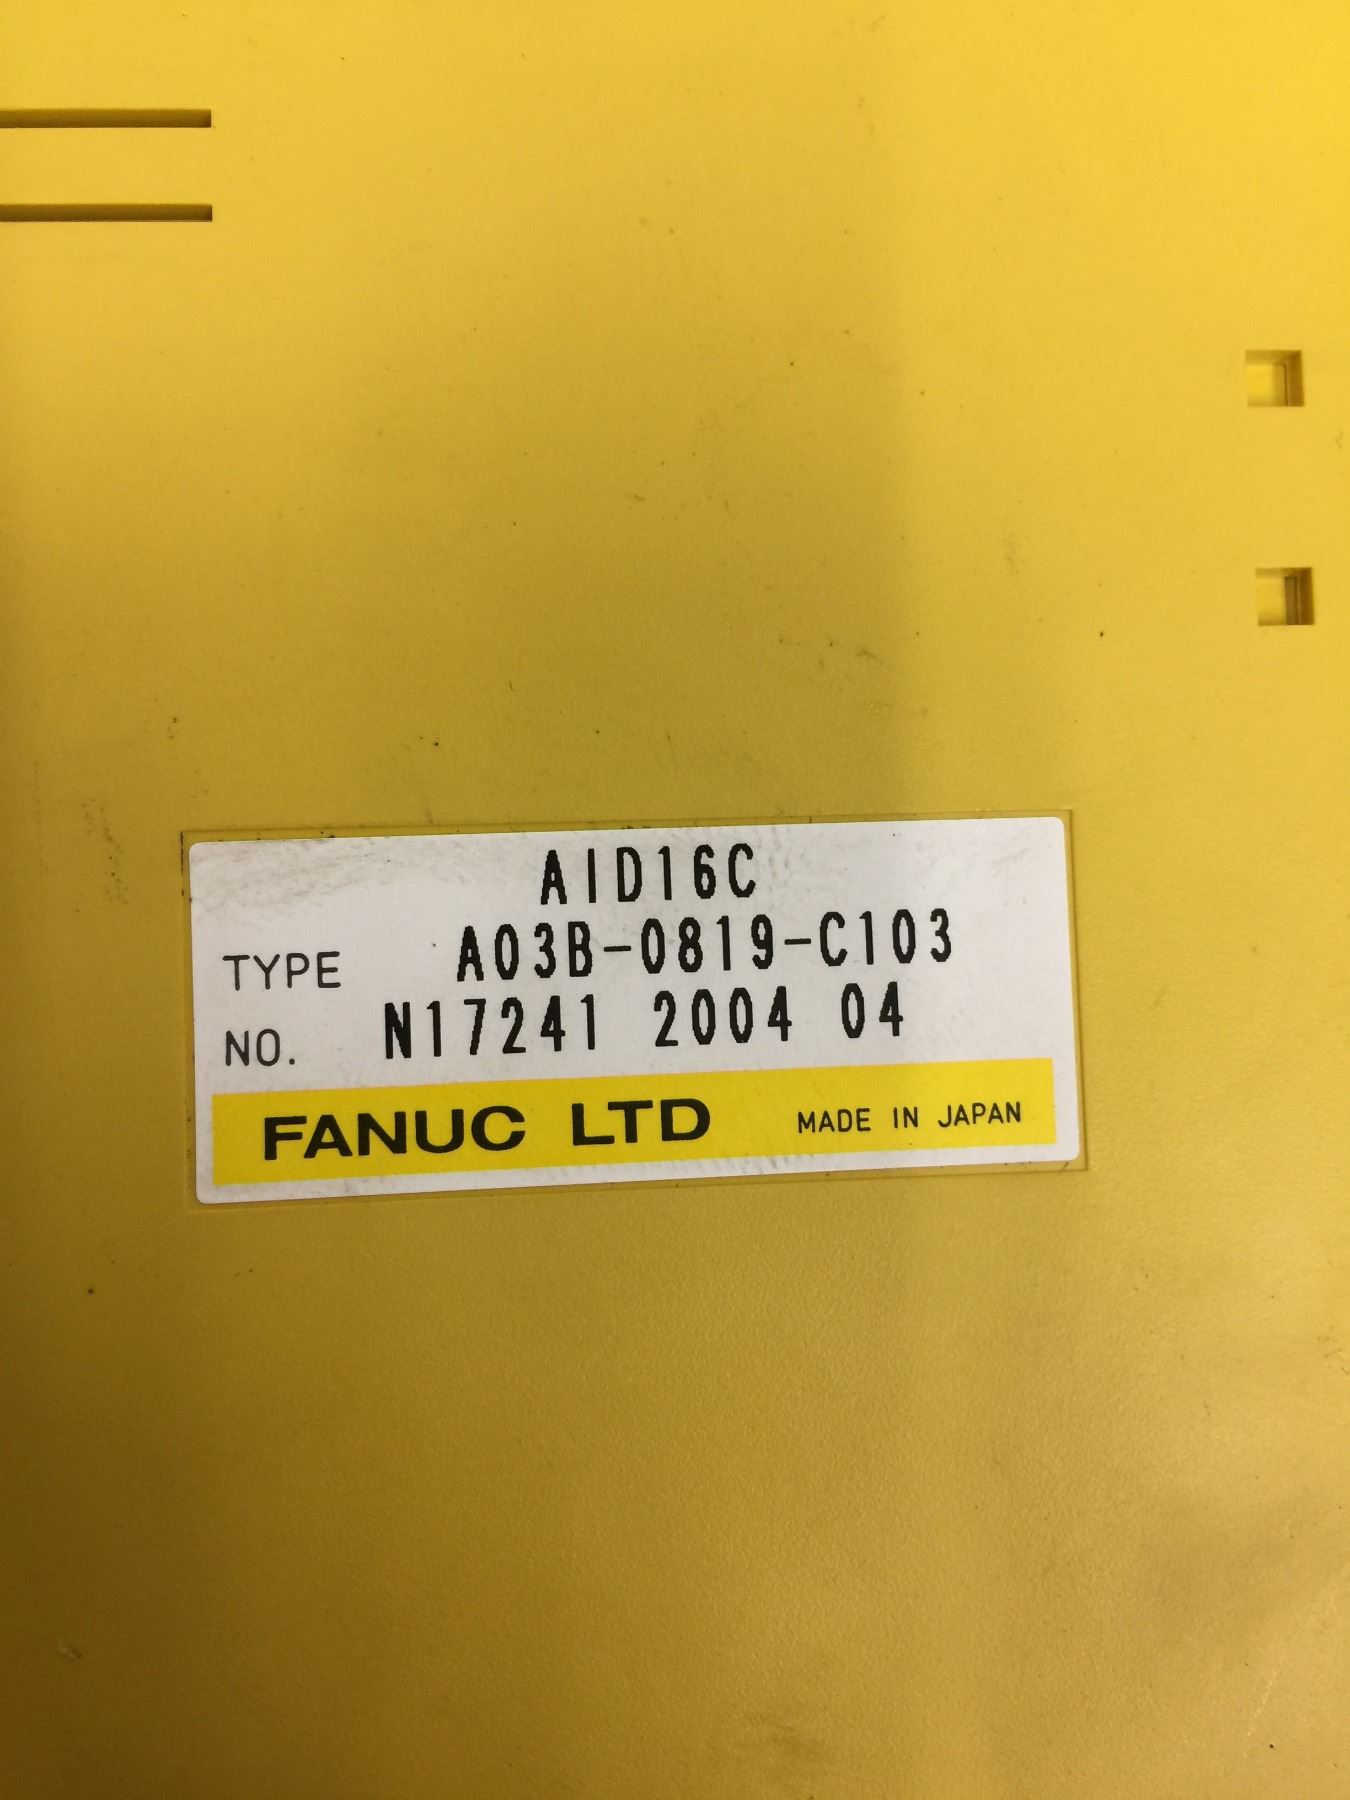 AID16C
TYPE A03B-0819-C103
NO. N17241 2004 04
FANUC LTD MADE IN JAPAN